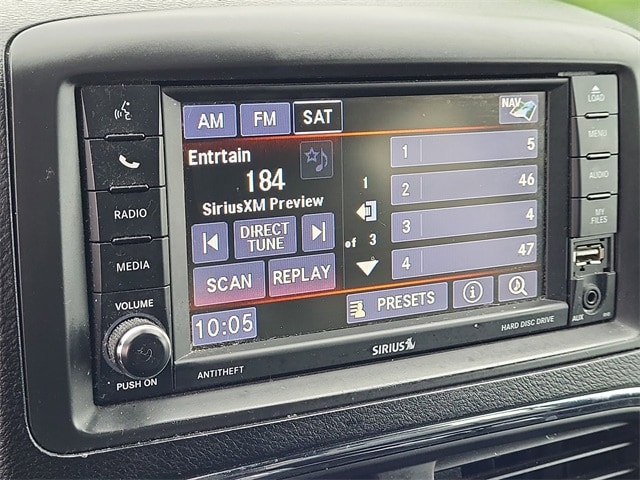 AM FM SAT NAV
Entrtain
184
SiriusXM Preview
DIRECT TUNE
SCAN REPLAY
10:05
1
of 3
1 5
2 46
3 4
4 47
PRESETS
RADIO
MEDIA
VOLUME
PUSH ON
ANTITHEFT
SIRIUS
HARD DISC DRIVE
LOAD
MENU
AUDIO
MY FILES
AUX